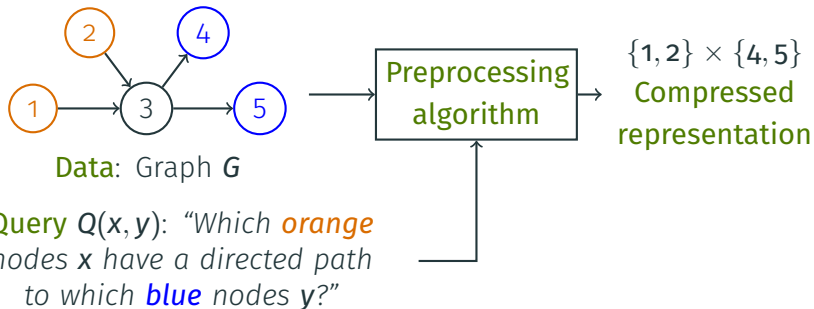 2
4
1
3
5
Data: Graph G
Query Q(x, y): "Which orange
nodes x have a directed path
to which blue nodes y?"
Preprocessing
algorithm
{1, 2} × {4, 5}
Compressed
representation